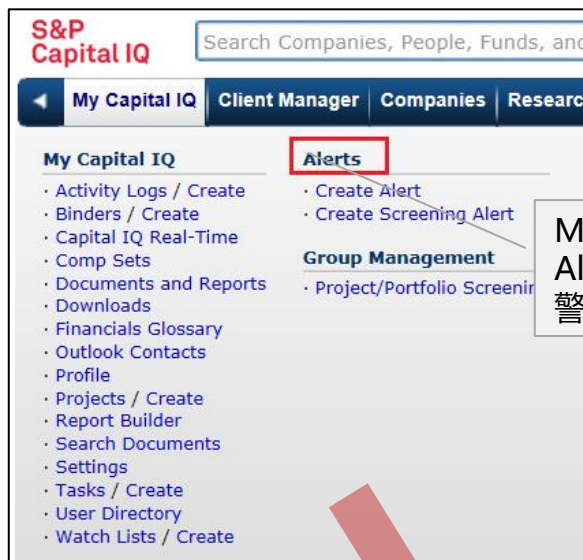 S&P
Capital IQ
Search Companies, People, Funds, and
My Capital IQ Client Manager Companies Researc
My Capital IQ
· Activity Logs / Create
· Binders / Create
· Capital IQ Real-Time
· Comp Sets
· Documents and Reports
· Downloads
· Financials Glossary
· Outlook Contacts
· Profile
· Projects / Create
· Report Builder
· Search Documents
· Settings
· Tasks / Create
· User Directory
· Watch Lists / Create
Alerts
· Create Alert
· Create Screening Alert
Group Management
· Project/Portfolio Screenin
M
Al
警